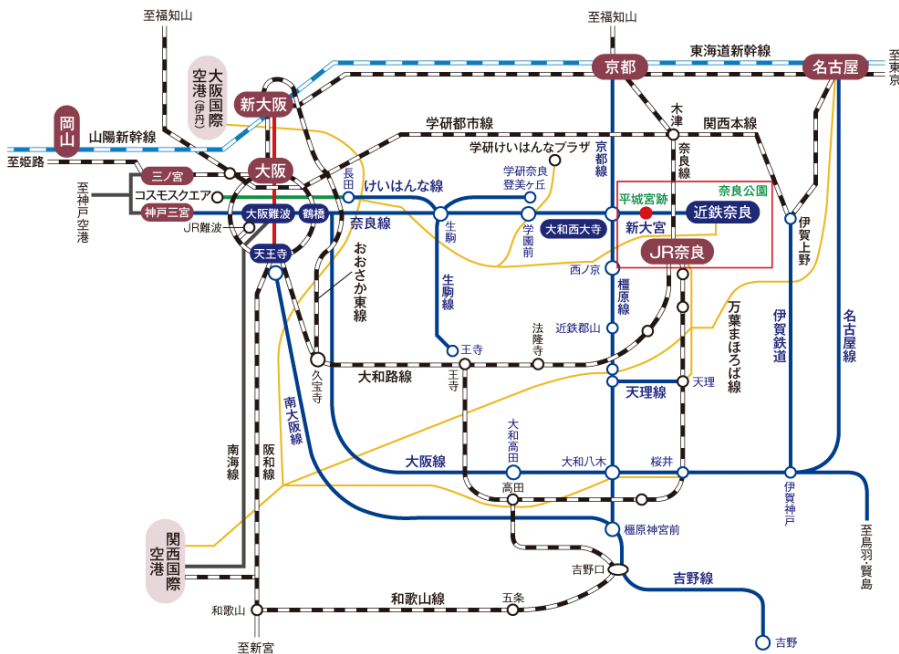 至福知山
至福知山
東海道新幹線
至東京
大阪国際空港(伊丹)
新大阪
京都
名古屋
岡山
山陽新幹線
木津
関西本線
学研都市線
学研けいはんなプラザ
京都線
奈良線
至姫路
三ノ宮
大阪
長田
けいはんな線
学研奈良登美ヶ丘
平城宮跡
奈良公園
至神戸空港
コスモスクエア
神戸三宮
大阪難波
鶴橋
奈良線
生駒
学園前
大和西大寺
新大宮
近鉄奈良
JR難波
伊賀上野
天王寺
おおさか東線
生駒線
西ノ京
橿原線
JR奈良
万葉まほろば線
伊賀鉄道
名古屋線
近鉄郡山
法隆寺
王寺
王寺
久宝寺
大和路線
天理線
天理
南大阪線
南海線
阪和線
大阪線
大和高田
大和八木
桜井
高田
伊賀神戸
至鳥羽・賢島
関西国際空港
橿原神宮前
吉野口
吉野線
和歌山
和歌山線
五条
至新宮
吉野